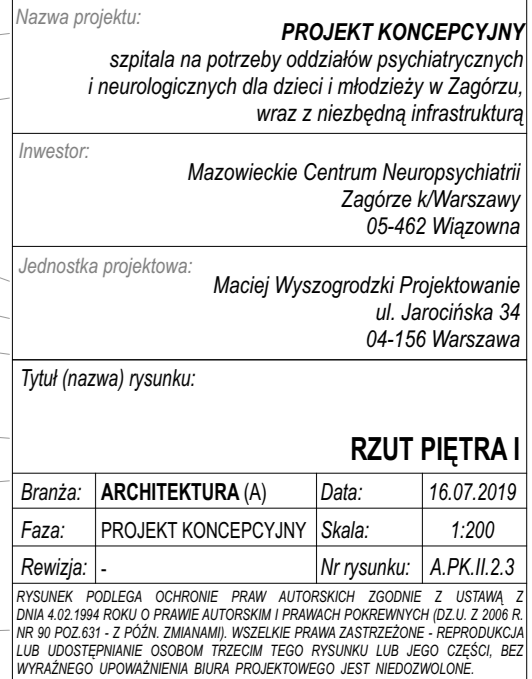 Nazwa projektu:
PROJEKT KONCEPCYJNY
szpitala na potrzeby oddziałów psychiatrycznych
i neurologicznych dla dzieci i młodzieży w Zagórzu,
wraz z niezbędną infrastrukturą
Inwestor:
Mazowieckie Centrum Neuropsychiatrii
Zagórze k/Warszawy
05-462 Wiązowna
Jednostka projektowa:
Maciej Wyszogrodzki Projektowanie
ul. Jarocińska 34
04-156 Warszawa
Tytuł (nazwa) rysunku:
RZUT PIĘTRA I
Branża: ARCHITEKTURA (A) Data: 16.07.2019
Faza: PROJEKT KONCEPCYJNY Skala: 1:200
Rewizja: - Nr rysunku: A.PK.II.2.3
RYSUNEK PODLEGA OCHRONIE PRAW AUTORSKICH ZGODNIE Z USTAWĄ Z
DNIA 4.02.1994 ROKU O PRAWIE AUTORSKIM I PRAWACH POKREWNYCH (DZ.U. Z 2006 R.
NR 90 POZ.631 - Z PÓŹN. ZMIANAMI). WSZELKIE PRAWA ZASTRZEŻONE - REPRODUKCJA
LUB UDOSTĘPNIANIE OSOBOM TRZECIM TEGO RYSUNKU LUB JEGO CZĘŚCI, BEZ
WYRAŹNEGO UPOWAŻNIENIA BIURA PROJEKTOWEGO JEST NIEDOZWOLONE.